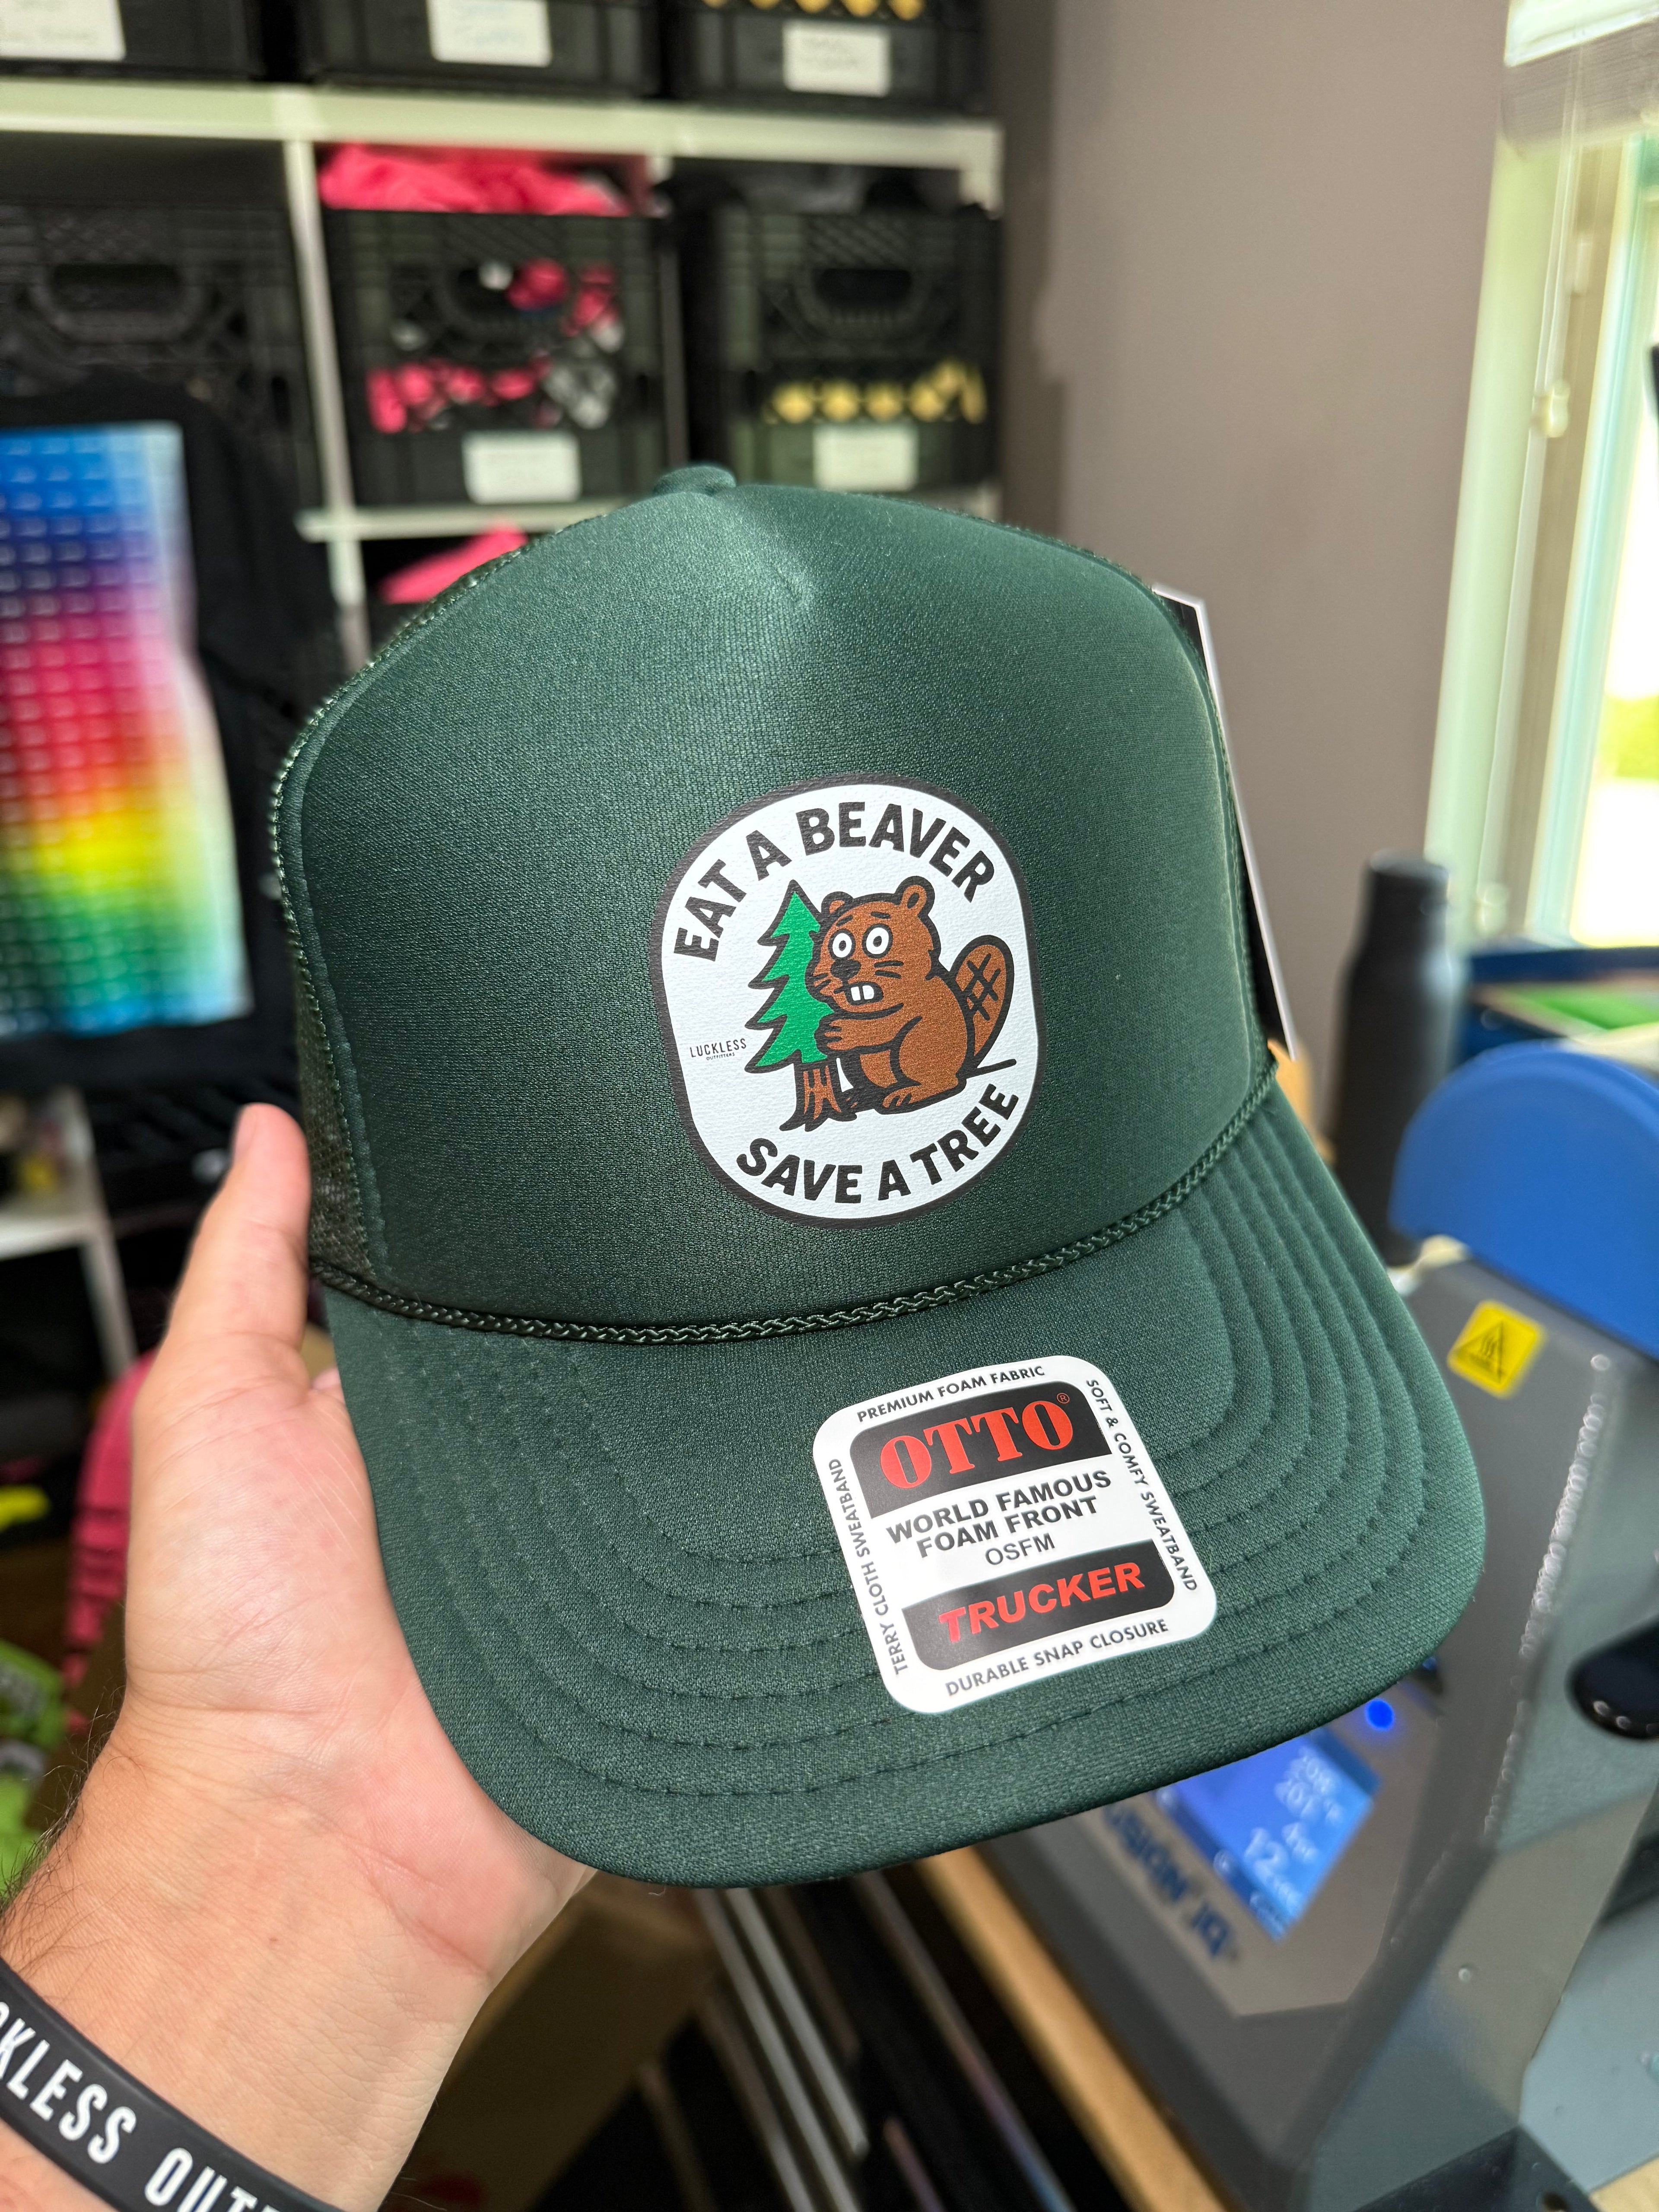 EAT A BEAVER
LUCKLESS
OUTFITTERS
SAVE A TREE
PREMIUM FOAM FABRIC
SOFT & COMFY SWEATBAND
OTTO®
WORLD FAMOUS
FOAM FRONT
OSFM
TRUCKER
TERRY CLOTH SWEATBAND
DURABLE SNAP CLOSURE
CKLESS OUT